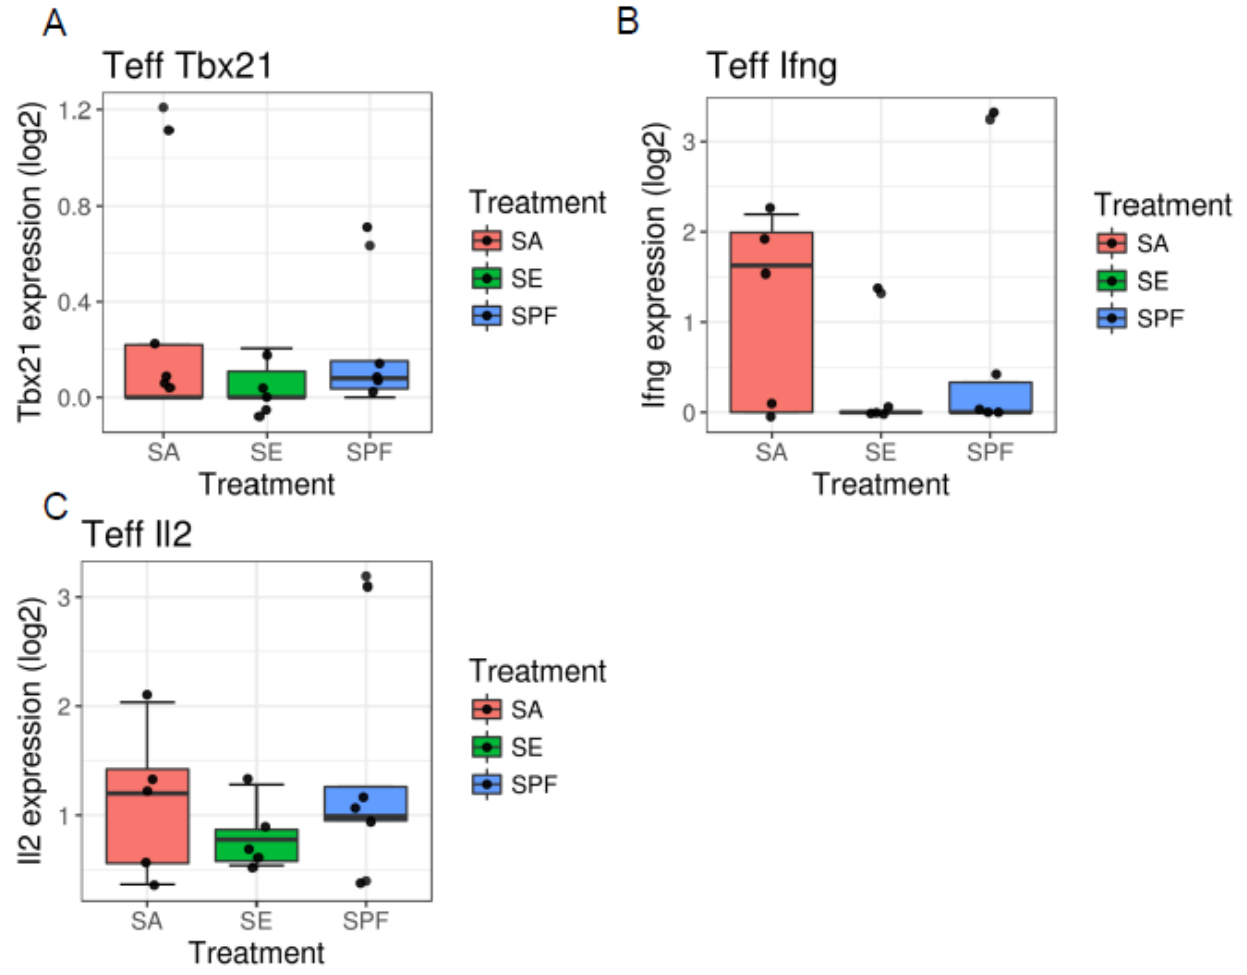 A
Teff Tbx21
Tbx21 expression (log2)
1.2
0.8
0.4
0.0
SA
SE
SPF
Treatment
Treatment
SA
SE
SPF
B
Teff Ifng
Ifng expression (log2)
3
2
1
0
SA
SE
SPF
Treatment
Treatment
SA
SE
SPF
C
Teff Il2
Il2 expression (log2)
3
2
1
SA
SE
SPF
Treatment
Treatment
SA
SE
SPF